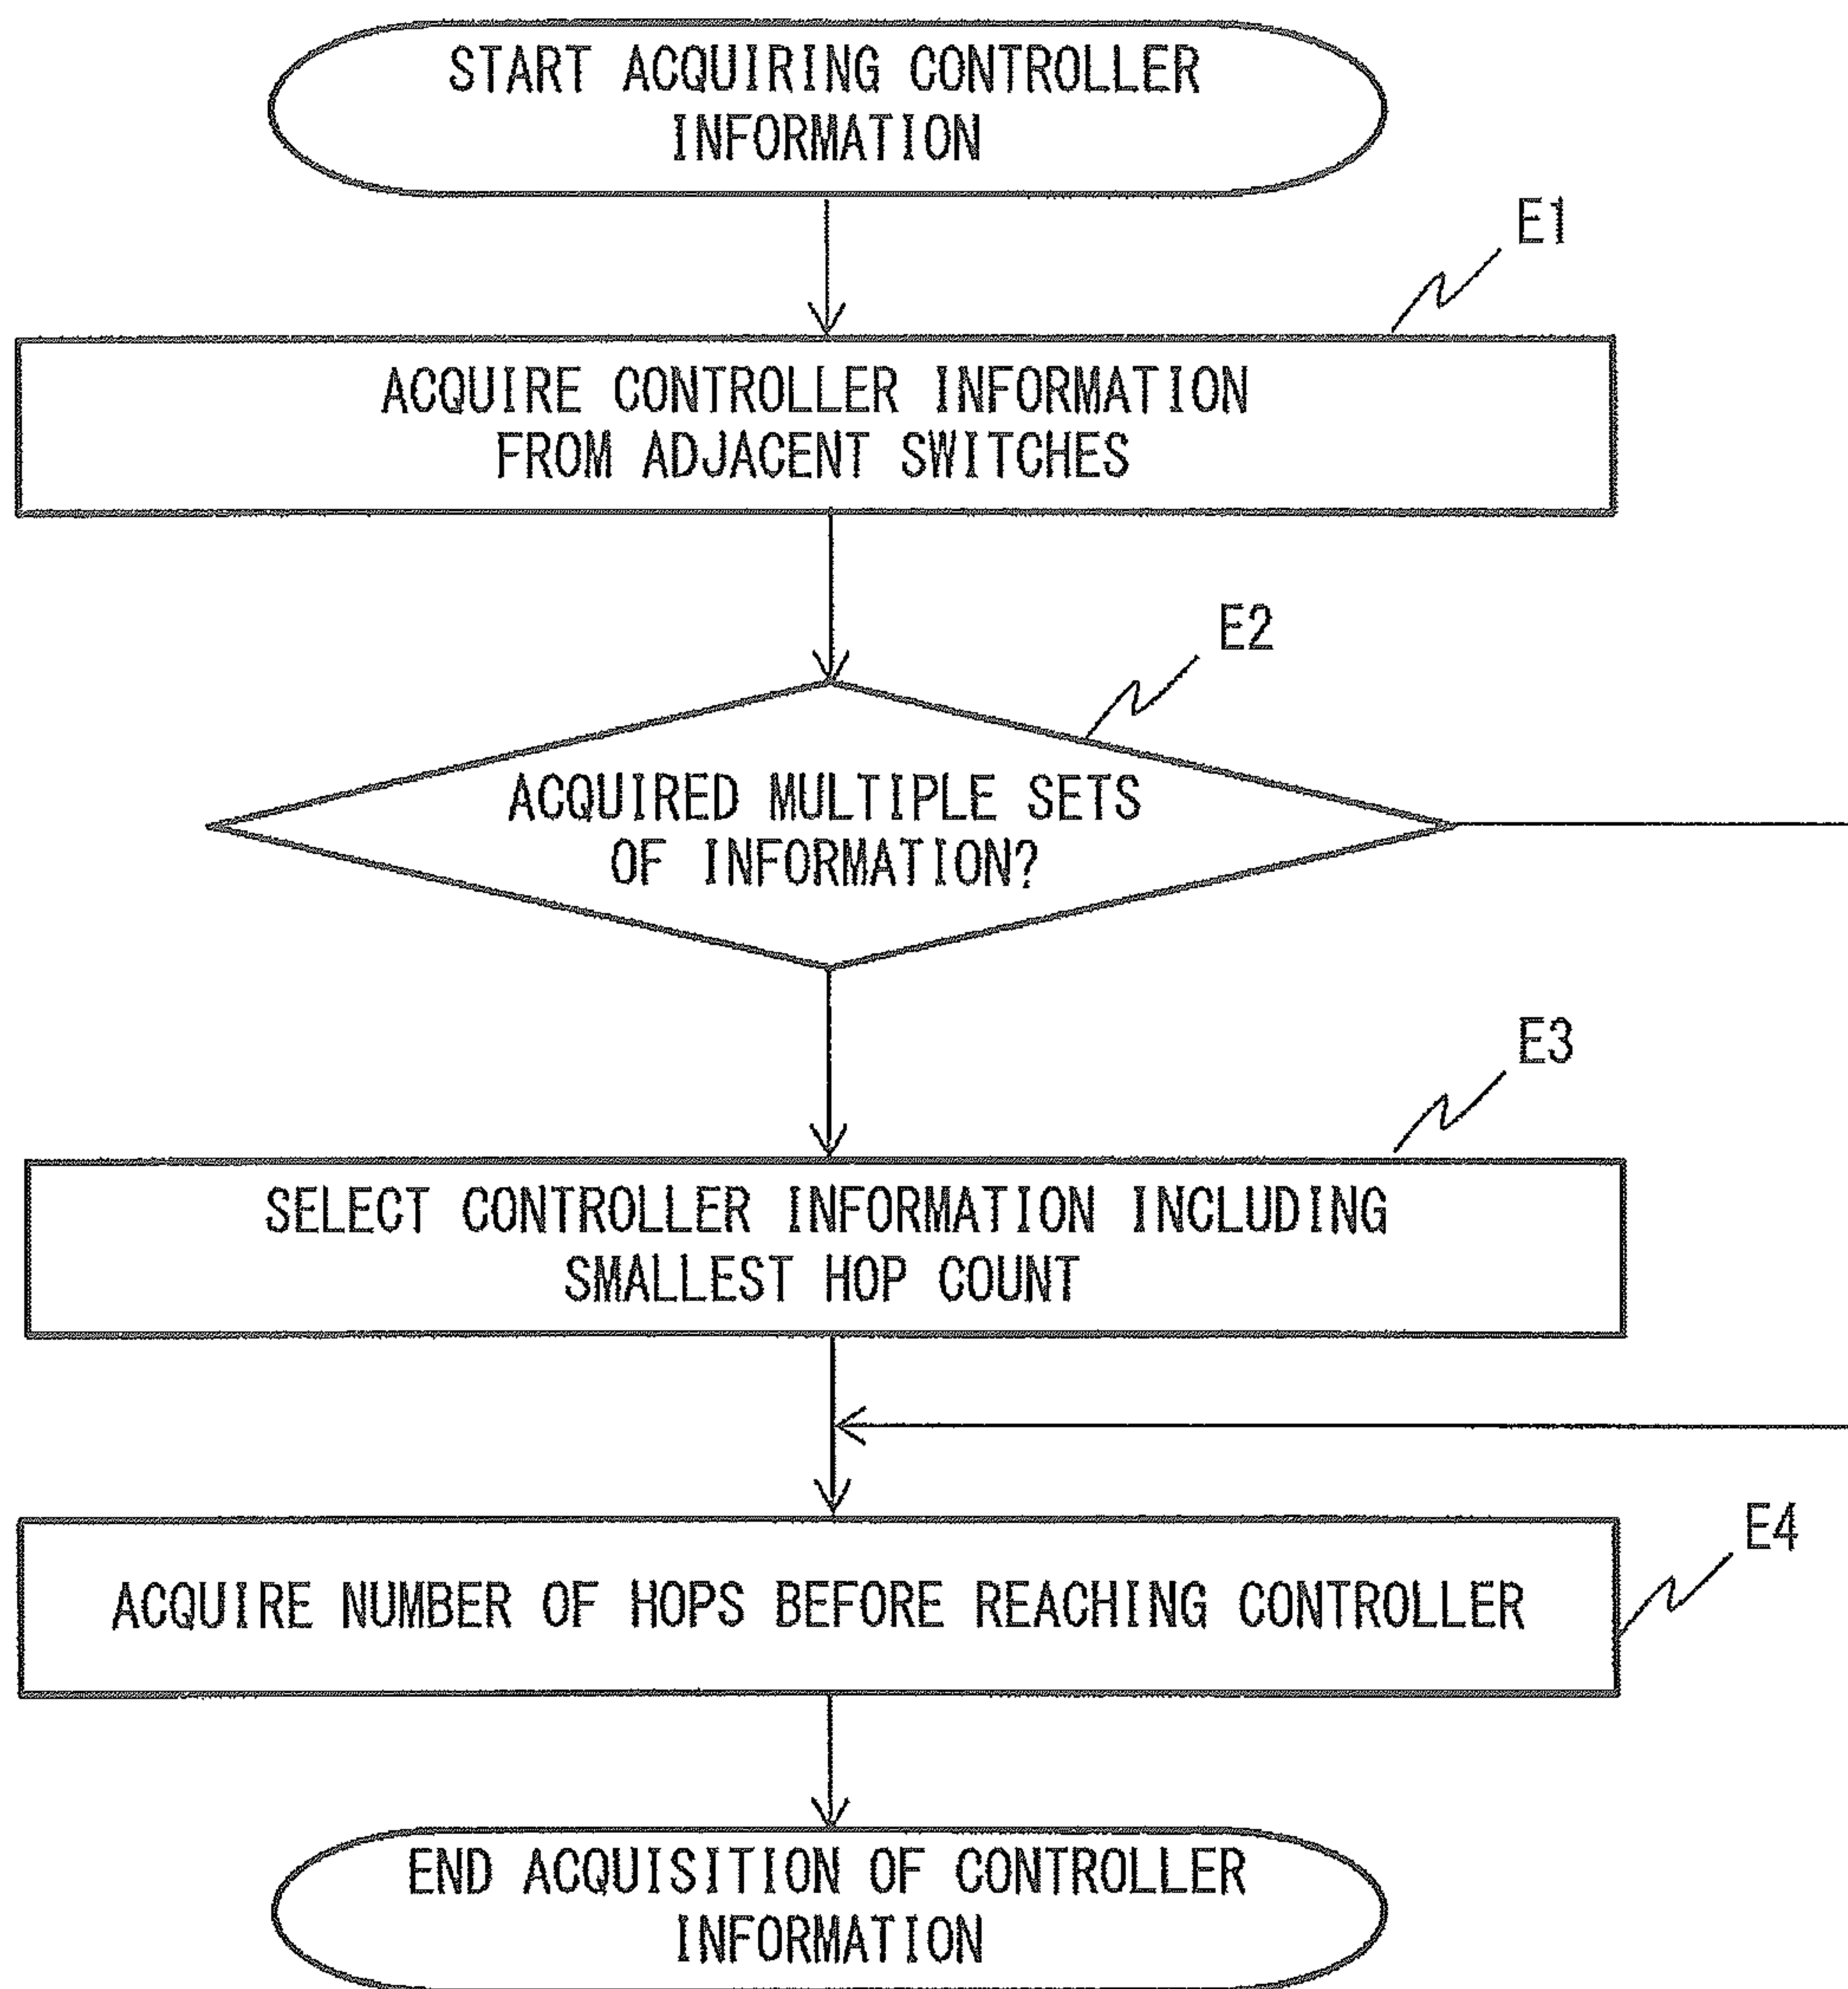 START ACQUIRING CONTROLLER
INFORMATION
E1
ACQUIRE CONTROLLER INFORMATION
FROM ADJACENT SWITCHES
E2
ACQUIRED MULTIPLE SETS
OF INFORMATION?
E3
SELECT CONTROLLER INFORMATION INCLUDING
SMALLEST HOP COUNT
E4
ACQUIRE NUMBER OF HOPS BEFORE REACHING CONTROLLER
END ACQUISITION OF CONTROLLER
INFORMATION